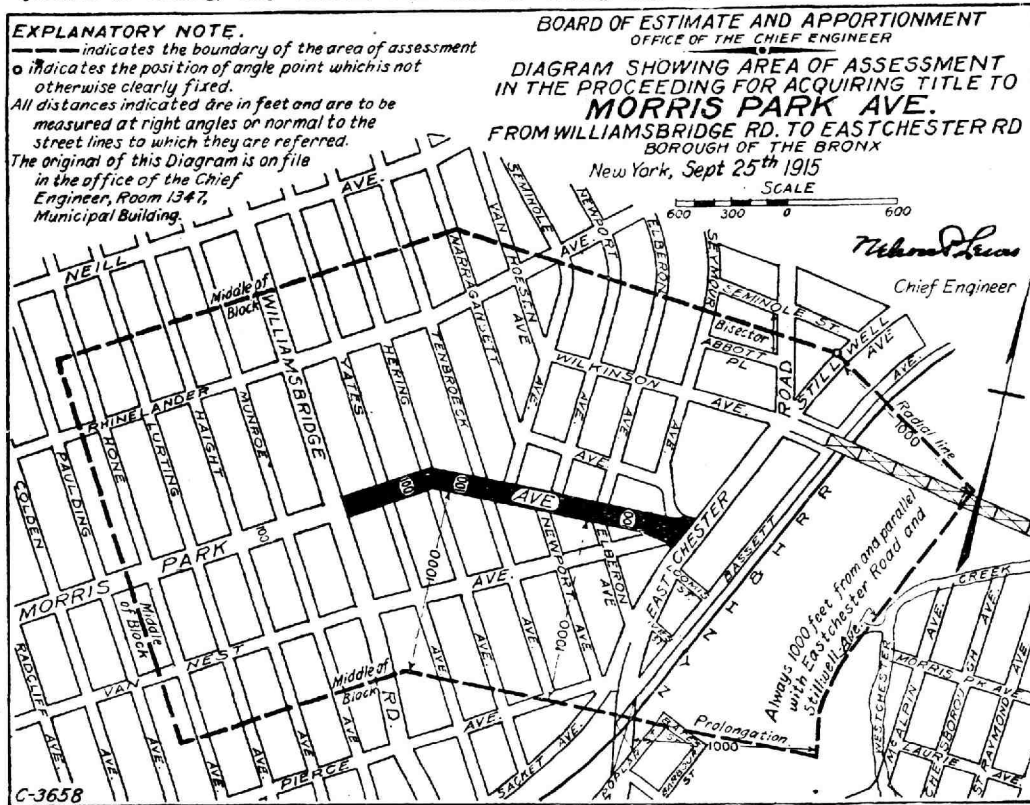 EXPLANATORY NOTE.
indicates the boundary of the area of assessment
indicates the position of angle point which is not
otherwise clearly fixed.
All distances indicated are in feet and are to be
measured at right angles or normal to the
street lines to which they are referred.
The original of this Diagram is on file
in the office of the Chief
Engineer, Room 1347,
Municipal Building.
BOARD OF ESTIMATE AND APPORTIONMENT
OFFICE OF THE CHIEF ENGINEER
DIAGRAM SHOWING AREA OF ASSESSMENT
IN THE PROCEEDING FOR ACQUIRING TITLE TO
MORRIS PARK AVE.
FROM WILLIAMSBRIDGE RD. TO EASTCHESTER RD
BOROUGH OF THE BRONX
New York, Sept 25th 1915
SCALE
600 300 0 600
Nelson P. Lewis
Chief Engineer
NEILL AVE.
SEMINOLE
VAN HOESEN AVE
NEWPORT
AVE.
ELBERON
SEYMOUR
NARRAGANSETT
Middle of
Block
WILLIAMSBRIDGE
SEMINOLE ST.
Bisector
ABBOTT
PL
STILLWELL
AVE
AVE.
ROAD
WILKINSON AVE.
YATES
HERING
TENBROECK
AVE.
AVE
AVE.
RHINELANDER
Radial line
1000
COLDEN
PAULDING
HONE
LURTING
HAIGHT
MUNROE
AVE
100
100
AVE
100
100
MORRIS PARK
NEWPORT
ELBERON
AVE
EASTCHESTER
BASSETT
N.Y.N.H.&H.R.R.
1000
1000
Always 1000 feet from and parallel
with Eastchester Road and
Stillwell Ave.
CREEK
Middle
of Block
RADCLIFF
AVE.
VAN NEST AVE.
AVE.
Middle of
Block
RD.
PIERCE AVE.
SACKET AVE.
Prolongation
1000
WESTCHESTER
MC ALPIN AVE.
MORRIS PK AVE
LAURIE
RAYMOND
C-3658